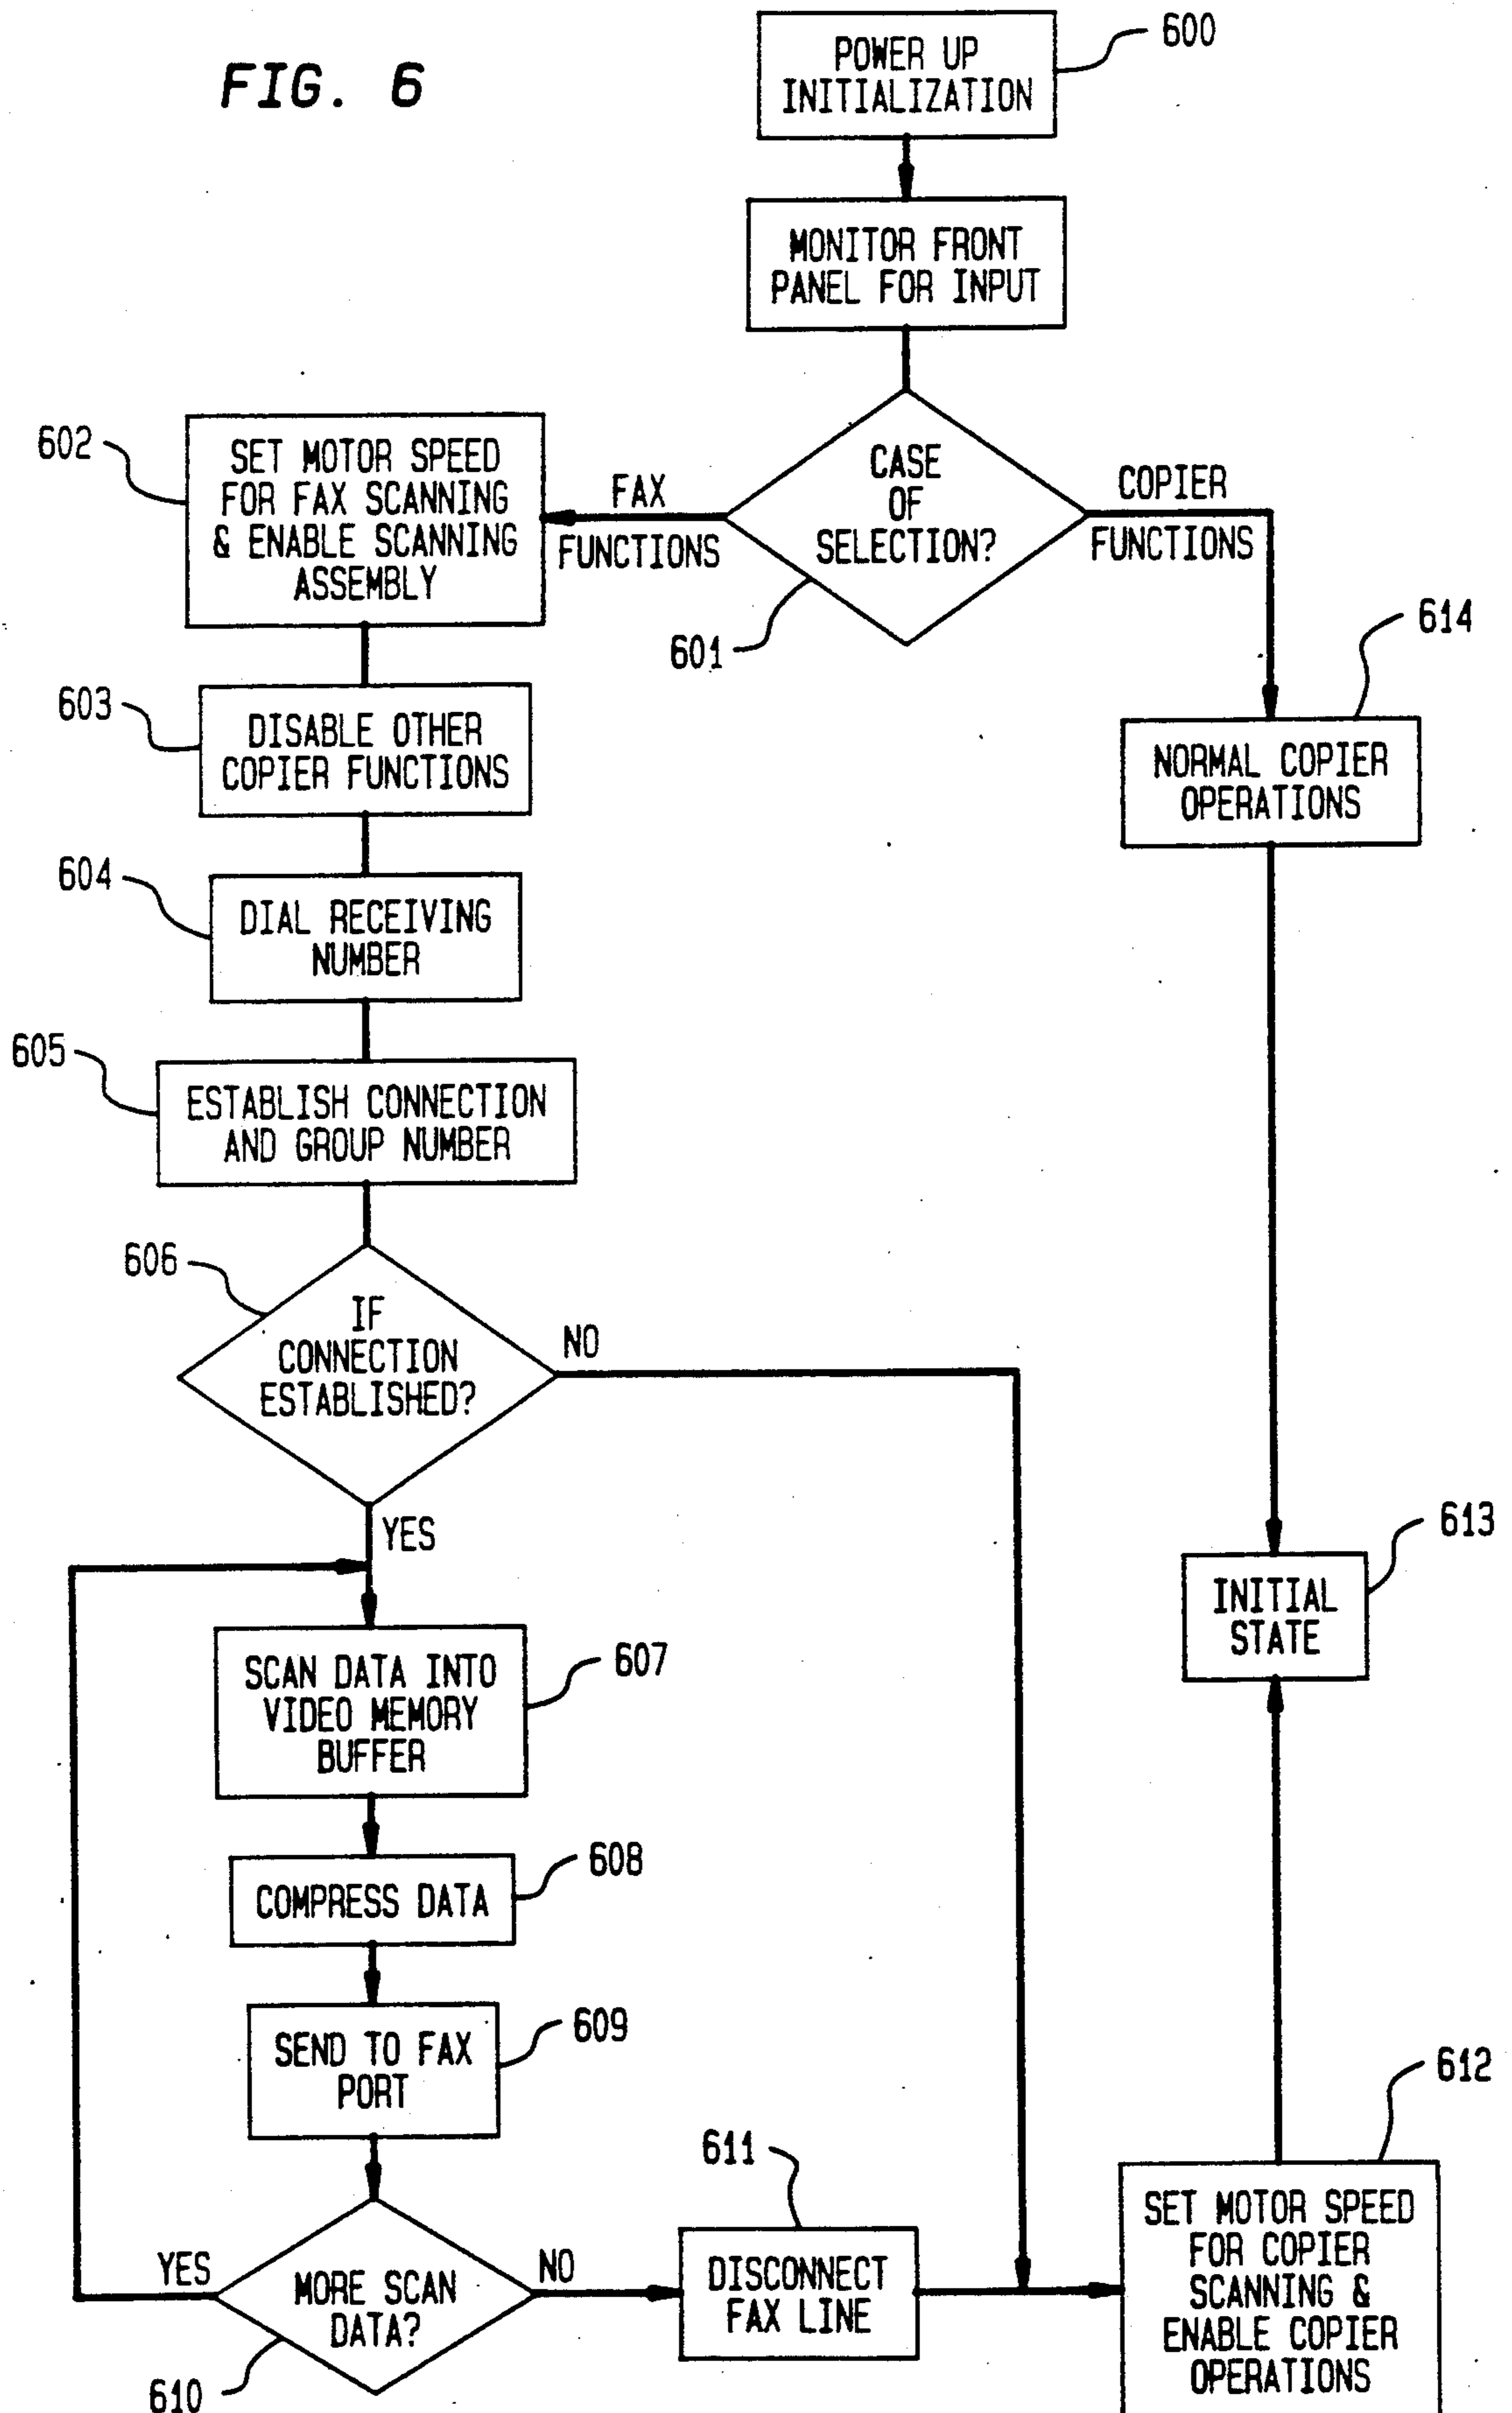 FIG. 6
POWER UP
INITIALIZATION
600
MONITOR FRONT
PANEL FOR INPUT
CASE
OF
SELECTION?
601
FAX
FUNCTIONS
COPIER
FUNCTIONS
602
SET MOTOR SPEED
FOR FAX SCANNING
& ENABLE SCANNING
ASSEMBLY
614
NORMAL COPIER
OPERATIONS
603
DISABLE OTHER
COPIER FUNCTIONS
604
DIAL RECEIVING
NUMBER
605
ESTABLISH CONNECTION
AND GROUP NUMBER
606
IF
CONNECTION
ESTABLISHED?
NO
YES
613
INITIAL
STATE
SCAN DATA INTO
VIDEO MEMORY
BUFFER
607
COMPRESS DATA
608
SEND TO FAX
PORT
609
MORE SCAN
DATA?
610
YES
NO
611
DISCONNECT
FAX LINE
612
SET MOTOR SPEED
FOR COPIER
SCANNING &
ENABLE COPIER
OPERATIONS